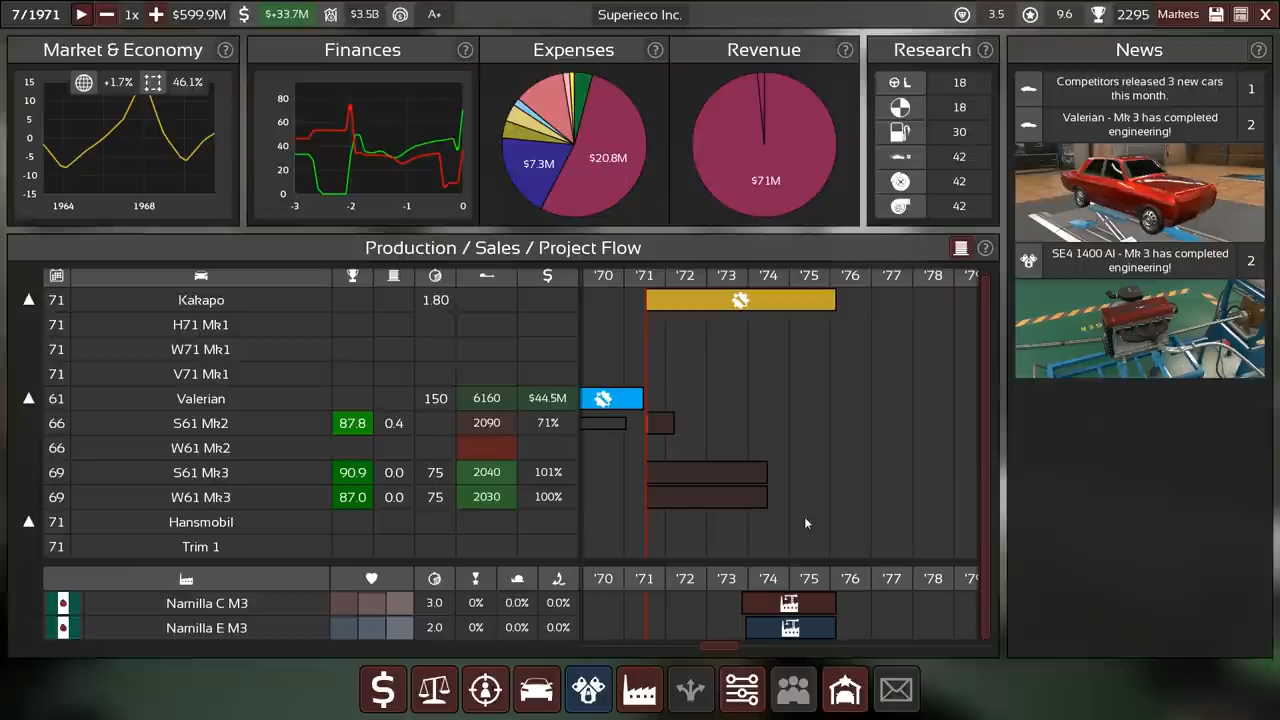 7/1971 1x $599.9M $+33.7M $3.5B A+ Superieco Inc. 3.5 9.6 2295 Markets
Market & Economy
+1.7% 46.1%
15
10
5
0
-5
-10
-15
1964 1968
Finances
80
60
40
20
0
-3 -2 -1 0
Expenses
$7.3M $20.8M
Revenue
$71M
Research
18
18
30
42
42
42
News
Competitors released 3 new cars
this month.
1
Valerian - Mk 3 has completed
engineering!
2
SE4 1400 AI - Mk 3 has completed
engineering!
2
Production / Sales / Project Flow
$ '70 '71 '72 '73 '74 '75 '76 '77 '78
71 Kakapo 1.80
71 H71 Mk1
71 W71 Mk1
71 V71 Mk1
61 Valerian 150 6160 $44.5M
66 S61 Mk2 87.8 0.4 2090 71%
66 W61 Mk2
69 S61 Mk3 90.9 0.0 75 2040 101%
69 W61 Mk3 87.0 0.0 75 2030 100%
71 Hansmobil
71 Trim 1
'70 '71 '72 '73 '74 '75 '76 '77 '78
Narnilla C M3 3.0 0% 0.0% 0.0%
Narnilla E M3 2.0 0% 0.0% 0.0%